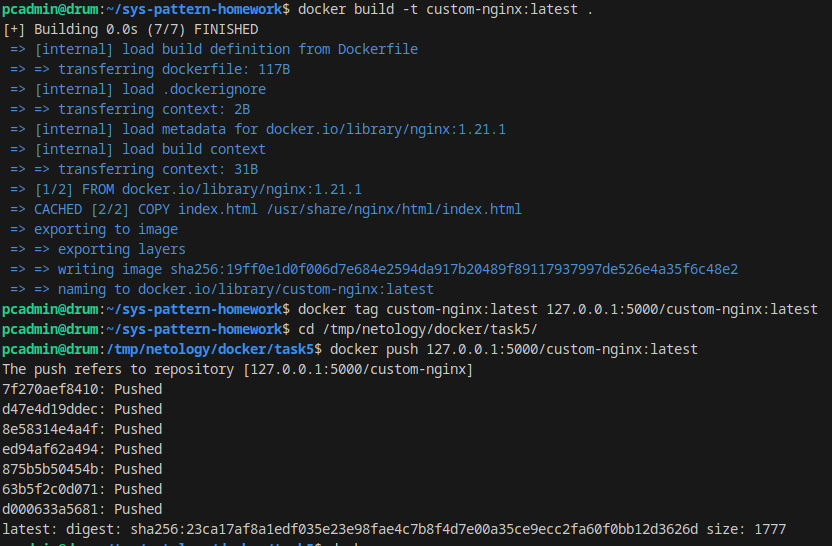 pcadmin@drum:~/sys-pattern-homework$ docker build -t custom-nginx:latest .
[+] Building 0.0s (7/7) FINISHED
=> [internal] load build definition from Dockerfile
=> => transferring dockerfile: 117B
=> [internal] load .dockerignore
=> => transferring context: 2B
=> [internal] load metadata for docker.io/library/nginx:1.21.1
=> [internal] load build context
=> => transferring context: 31B
=> [1/2] FROM docker.io/library/nginx:1.21.1
=> CACHED [2/2] COPY index.html /usr/share/nginx/html/index.html
=> exporting to image
=> => exporting layers
=> => writing image sha256:19ff0e1d0f006d7e684e2594da917b20489f89117937997de526e4a35f6c48e2
=> => naming to docker.io/library/custom-nginx:latest
pcadmin@drum:~/sys-pattern-homework$ docker tag custom-nginx:latest 127.0.0.1:5000/custom-nginx:latest
pcadmin@drum:~/sys-pattern-homework$ cd /tmp/netology/docker/task5/
pcadmin@drum:/tmp/netology/docker/task5$ docker push 127.0.0.1:5000/custom-nginx:latest
The push refers to repository [127.0.0.1:5000/custom-nginx]
7f270aef8410: Pushed
d47e4d19ddec: Pushed
8e58314e4a4f: Pushed
ed94af62a494: Pushed
875b5b50454b: Pushed
63b5f2c0d071: Pushed
d000633a5681: Pushed
latest: digest: sha256:23ca17af8a1edf035e23e98fae4c7b8f4d7e00a35ce9ecc2fa60f0bb12d3626d size: 1777